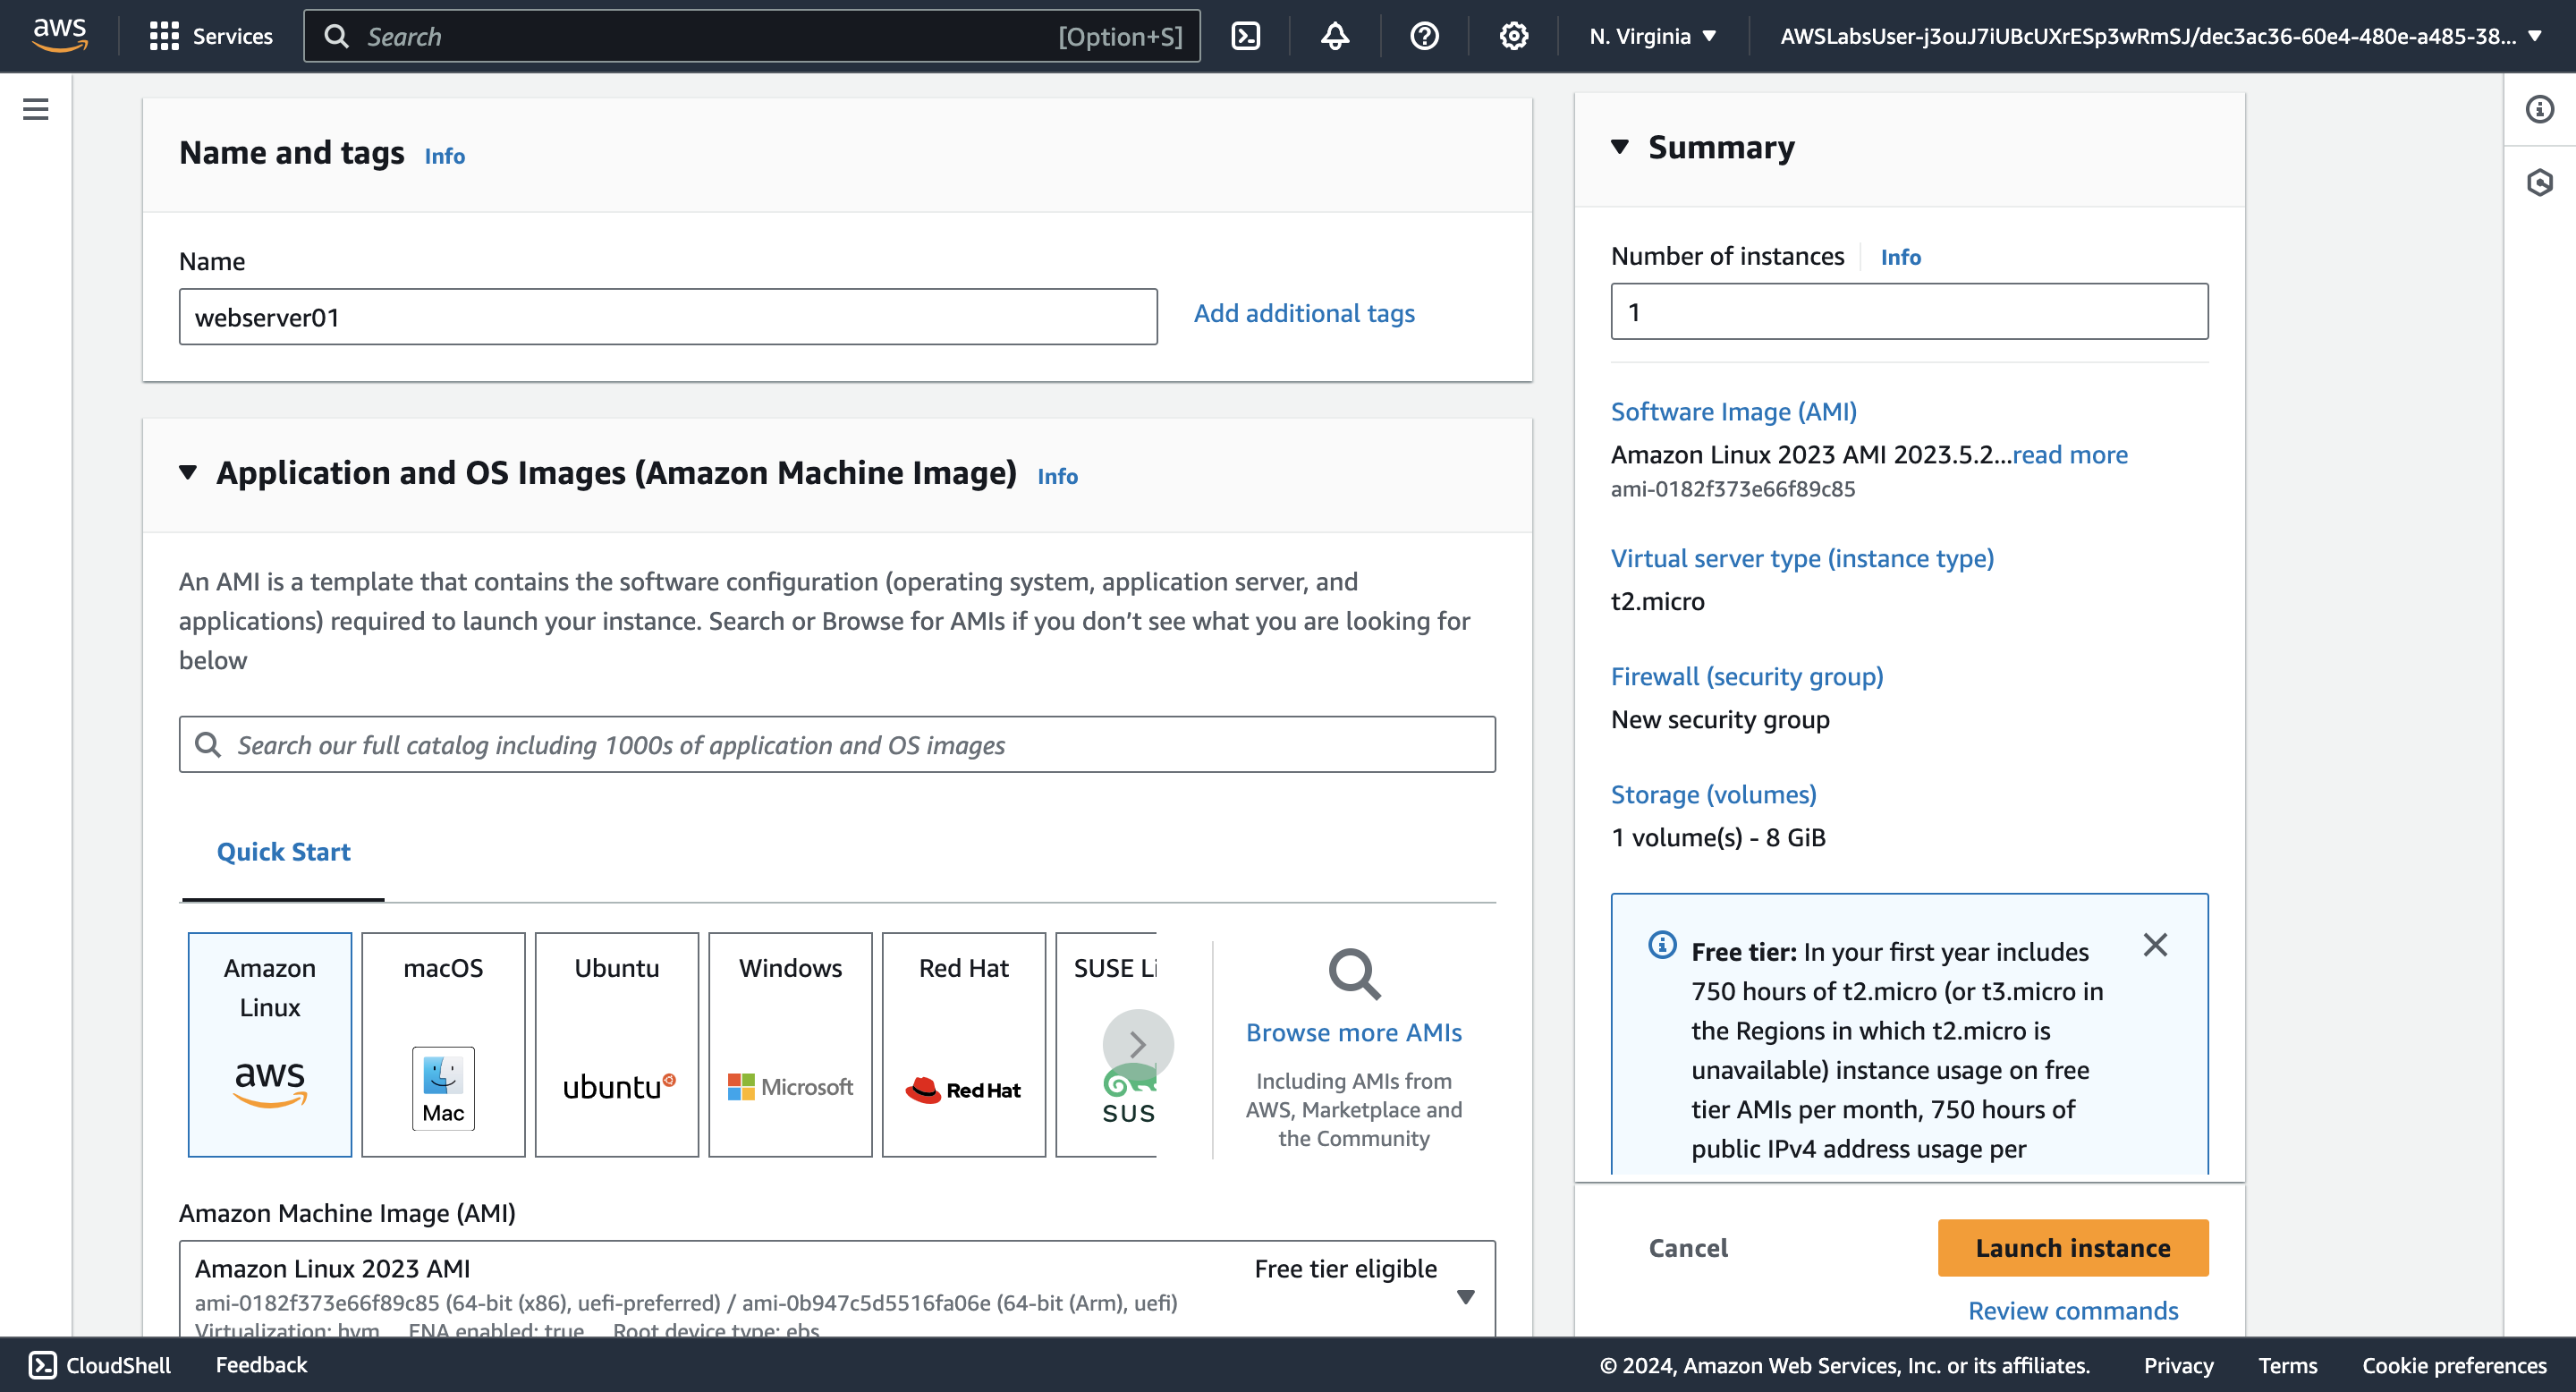 aws
Services
Search
[Option+S]
N. Virginia
AWSLabsUser-j3ouJ7iUBcUXrESp3wRmSJ/dec3ac36-60e4-480e-a485-38...
Name and tags Info
Name
webserver01
Add additional tags
Application and OS Images (Amazon Machine Image) Info
An AMI is a template that contains the software configuration (operating system, application server, and
applications) required to launch your instance. Search or Browse for AMIs if you don’t see what you are looking for
below
Search our full catalog including 1000s of application and OS images
Quick Start
Amazon
Linux
aws
macOS
Mac
Ubuntu
ubuntu
Windows
Microsoft
Red Hat
Red Hat
SUSE Li
SUS
Browse more AMIs
Including AMIs from
AWS, Marketplace and
the Community
Amazon Machine Image (AMI)
Amazon Linux 2023 AMI
Free tier eligible
ami-0182f373e66f89c85 (64-bit (x86), uefi-preferred) / ami-0b947c5d5516fa06e (64-bit (Arm), uefi)
Virtualization: hvm ENA enabled: true Root device type: ebs
Summary
Number of instances Info
1
Software Image (AMI)
Amazon Linux 2023 AMI 2023.5.2...read more
ami-0182f373e66f89c85
Virtual server type (instance type)
t2.micro
Firewall (security group)
New security group
Storage (volumes)
1 volume(s) - 8 GiB
Free tier: In your first year includes
750 hours of t2.micro (or t3.micro in
the Regions in which t2.micro is
unavailable) instance usage on free
tier AMIs per month, 750 hours of
public IPv4 address usage per
Cancel
Launch instance
Review commands
CloudShell
Feedback
© 2024, Amazon Web Services, Inc. or its affiliates.
Privacy
Terms
Cookie preferences